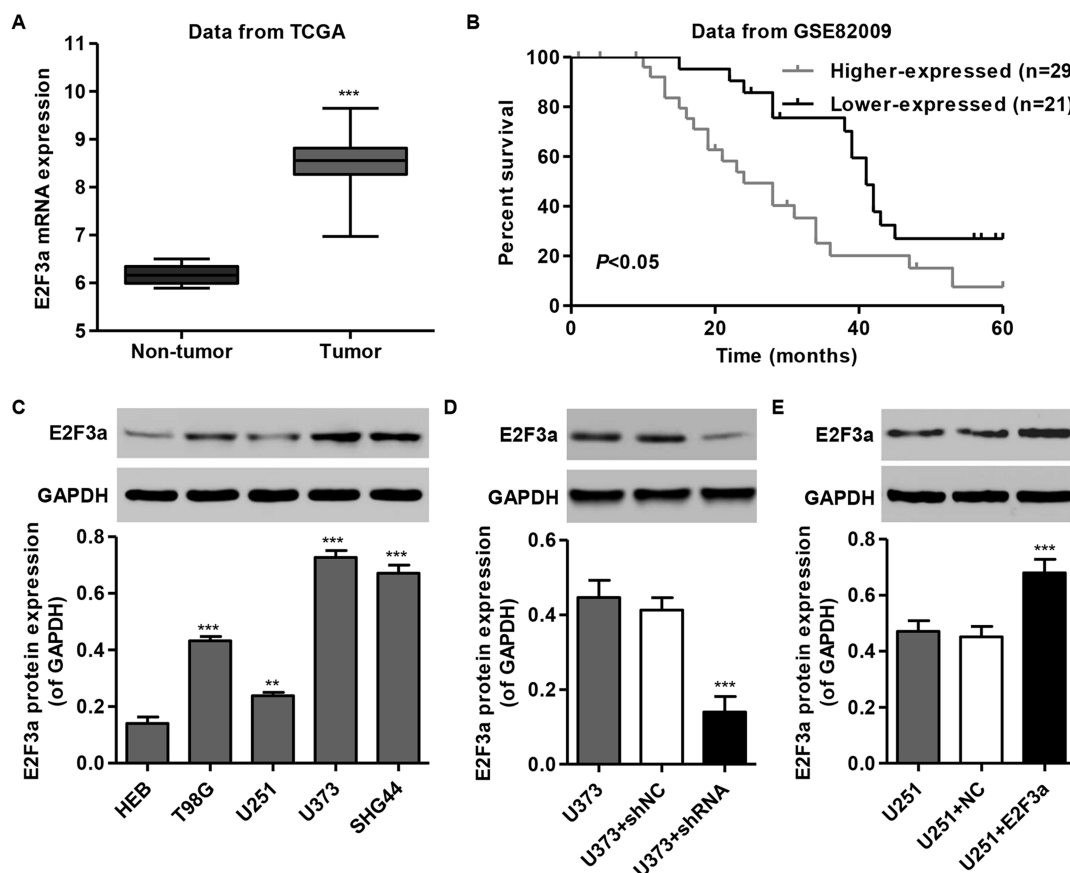 A
Data from TCGA
E2F3a mRNA expression
11
10
9
8
7
6
5
***
Non-tumor
Tumor
B
Data from GSE82009
Percent survival
100
80
60
40
20
0
Higher-expressed (n=29
Lower-expressed (n=21)
P<0.05
0
20
40
60
Time (months)
C
E2F3a
GAPDH
E2F3a protein expression
(of GAPDH)
0.8
0.6
0.4
0.2
0.0
***
**
***
***
HEB
T98G
U251
U373
SHG44
D
E2F3a
GAPDH
E2F3a protein expression
(of GAPDH)
0.6
0.4
0.2
0.0
***
U373
U373+shNC
U373+shRNA
E
E2F3a
GAPDH
E2F3a protein expression
(of GAPDH)
0.8
0.6
0.4
0.2
0.0
***
U251
U251+NC
U251+E2F3a